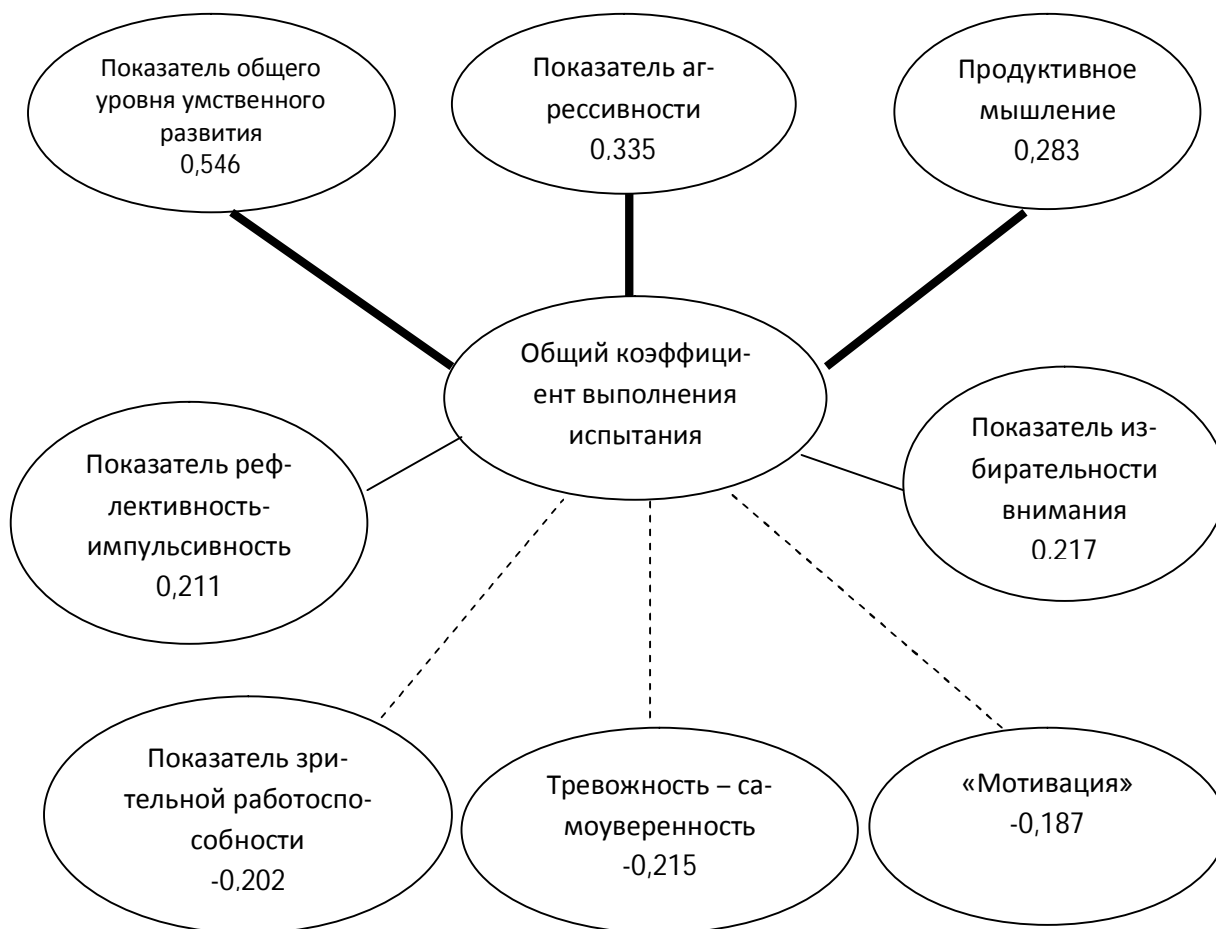 Показатель общего
уровня умственного
развития
0,546
Показатель аг-
рессивности
0,335
Продуктивное
мышление
0,283
Общий коэффици-
ент выполнения
испытания
Показатель реф-
лективность-
импульсивность
0,211
Показатель из-
бирательности
внимания
0,217
Показатель зри-
тельной работоспо-
собности
-0,202
Тревожность – са-
моуверенность
-0,215
«Мотивация»
-0,187